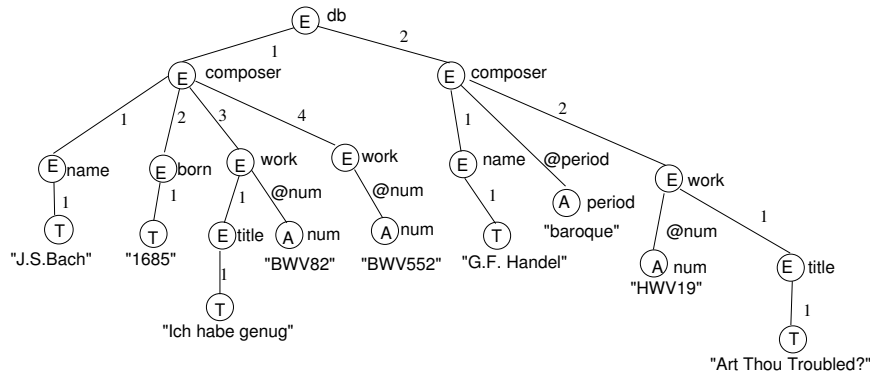 E db
1 2
E composer E composer
1 2 3 4 1 @period 2
E name E born E work E work E name A period E work
"baroque"
1 1 1 @num @num 1 @num 1
T T E title A num A num T A num E title
"J.S.Bach" "1685" "BWV82" "BWV552" "G.F. Handel" "HWV19"
1 1
T T
"Ich habe genug" "Art Thou Troubled?"